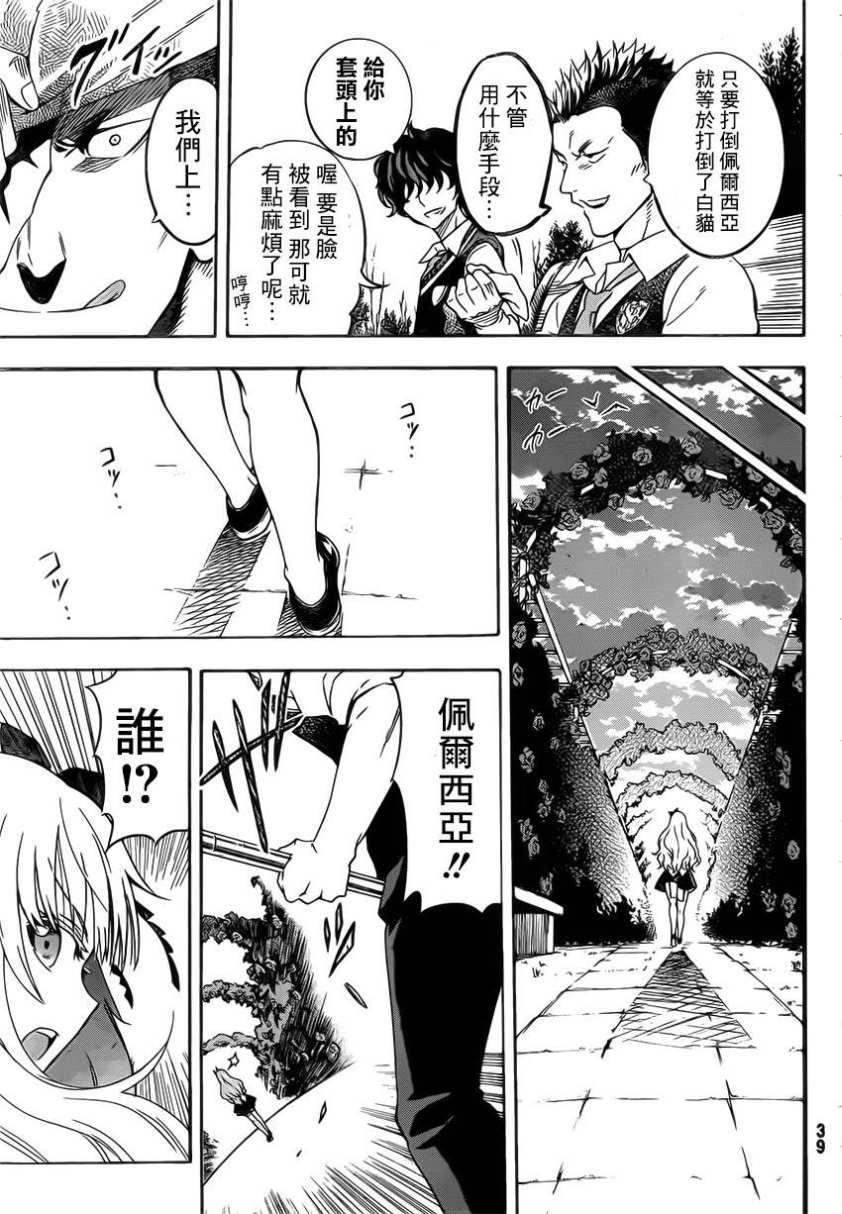 只要打倒佩爾西亞
就等於打倒了白貓
不管
用什麼手段…
給你
套頭上的
喔 要是臉
被看到 那可就
有點麻煩了呢…
哼
哼…
グイッ
我們上…
カー
カー
コッ…
コッ…
コッ…
佩爾西亞!!
誰!?
39